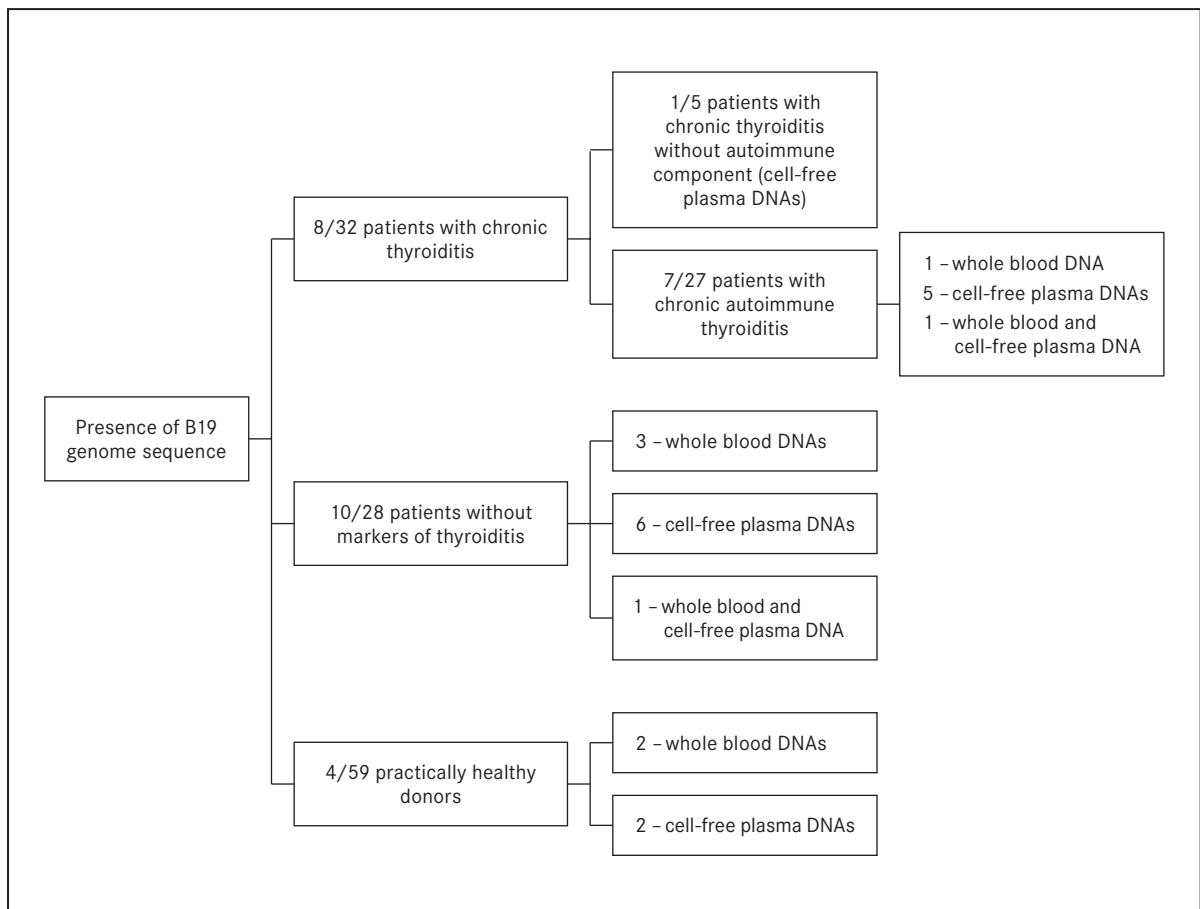 Presence of B19
genome sequence
8/32 patients with chronic
thyroiditis
1/5 patients with
chronic thyroiditis
without autoimmune
component (cell-free
plasma DNAs)
7/27 patients with
chronic autoimmune
thyroiditis
1 – whole blood DNA
5 – cell-free plasma DNAs
1 – whole blood and
cell-free plasma DNA
10/28 patients without
markers of thyroiditis
3 – whole blood DNAs
6 – cell-free plasma DNAs
1 – whole blood and
cell-free plasma DNA
4/59 practically healthy
donors
2 – whole blood DNAs
2 – cell-free plasma DNAs